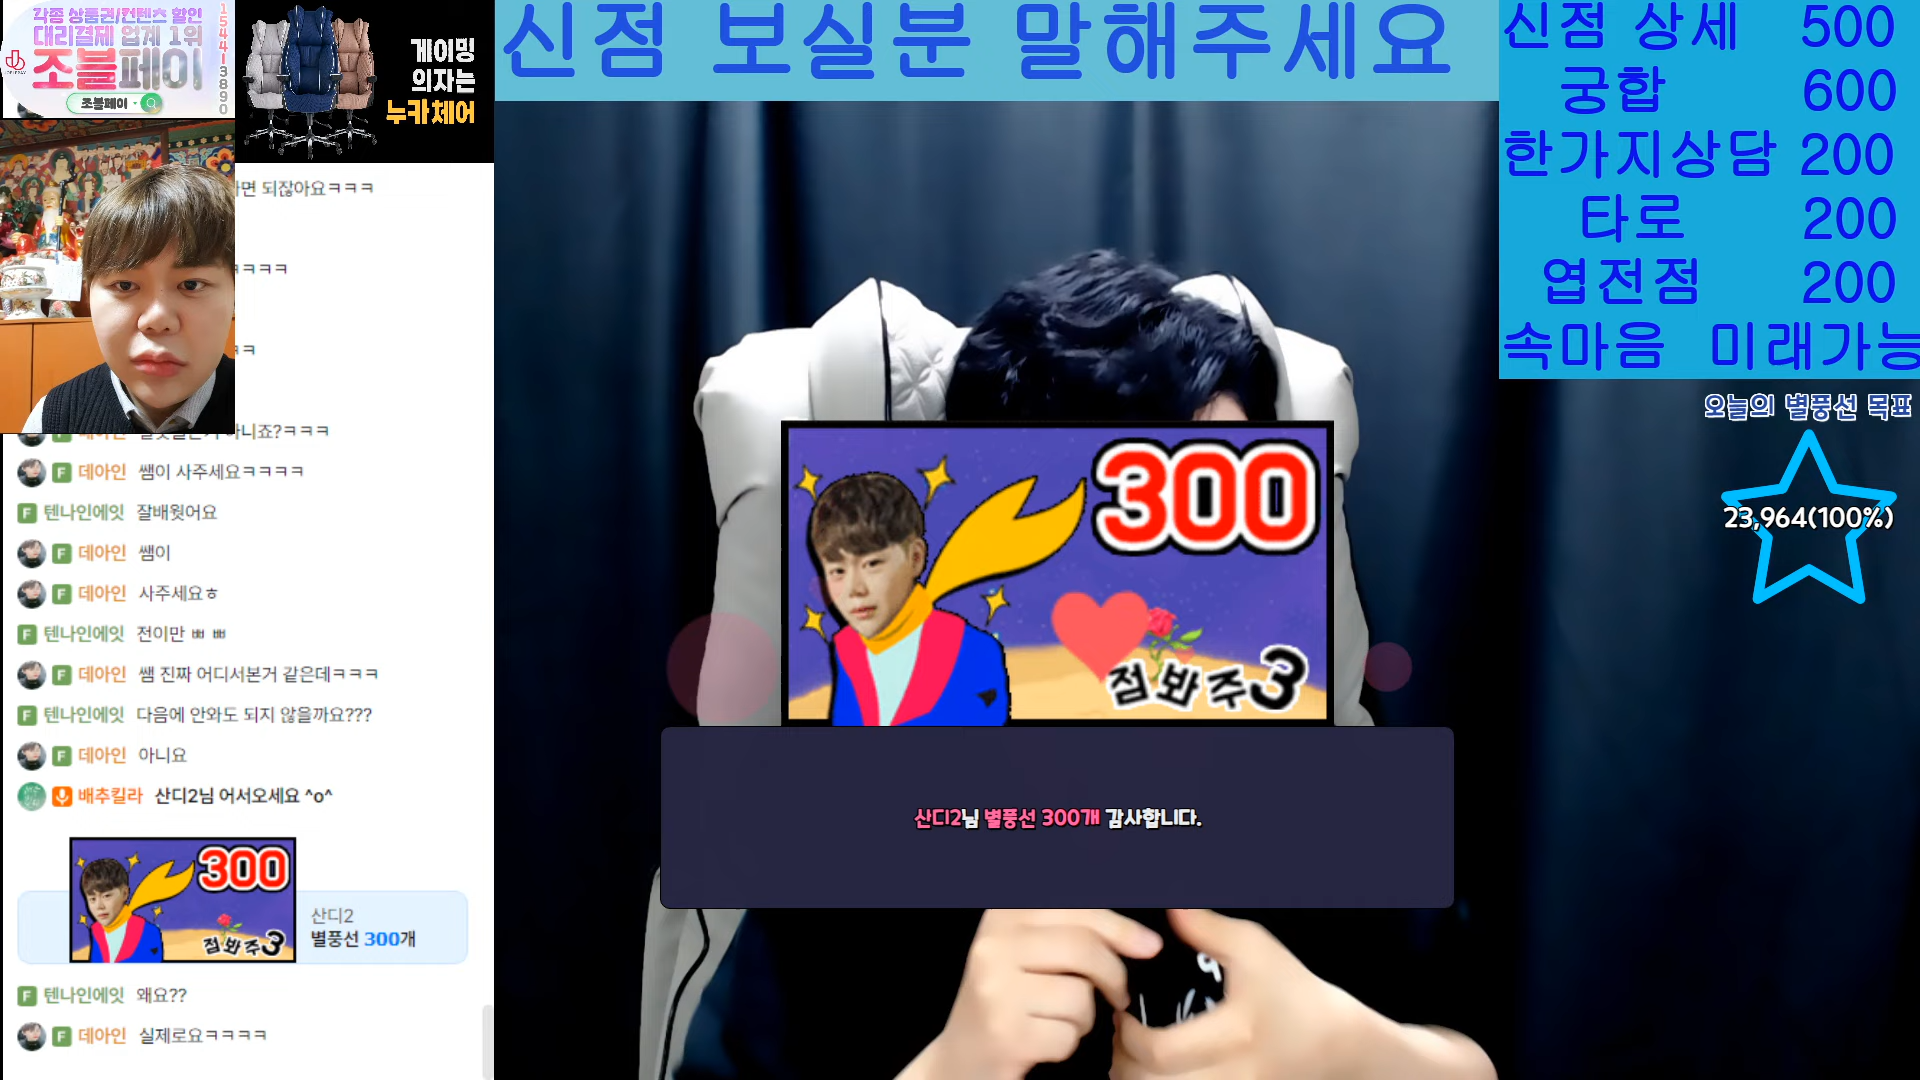 각종 상품권/컨텐츠 할인
대리결제 업계 1위
조블페이
조블페이
1544-3890
게이밍
의자는
누카체어
신점 보실분 말해주세요
신점 상세 500
궁합 600
한가지상담 200
타로 200
엽전점 200
속마음 미래가능
오늘의 별풍선 목표
23,964(100%)
면 되잖아요ㅋㅋㅋ
ㅋㅋㅋㅋ
데아인 아니죠?ㅋㅋㅋ
F 데아인 쌤이 사주세요ㅋㅋㅋㅋ
F 텐나인에잇 잘배웟어요
F 데아인 쌤이
F 데아인 사주세요ㅎ
F 텐나인에잇 전이만 ㅃ ㅃ
F 데아인 쌤 진짜 어디서본거 같은데ㅋㅋㅋ
F 텐나인에잇 다음에 안와도 되지 않을까요???
F 데아인 아니요
배추킬라 산디2님 어서오세요 ^o^
300
점봐주3
산디2
별풍선 300개
F 텐나인에잇 왜요??
F 데아인 실제로요ㅋㅋㅋㅋ
300
점봐주3
산디2님 별풍선 300개 감사합니다.